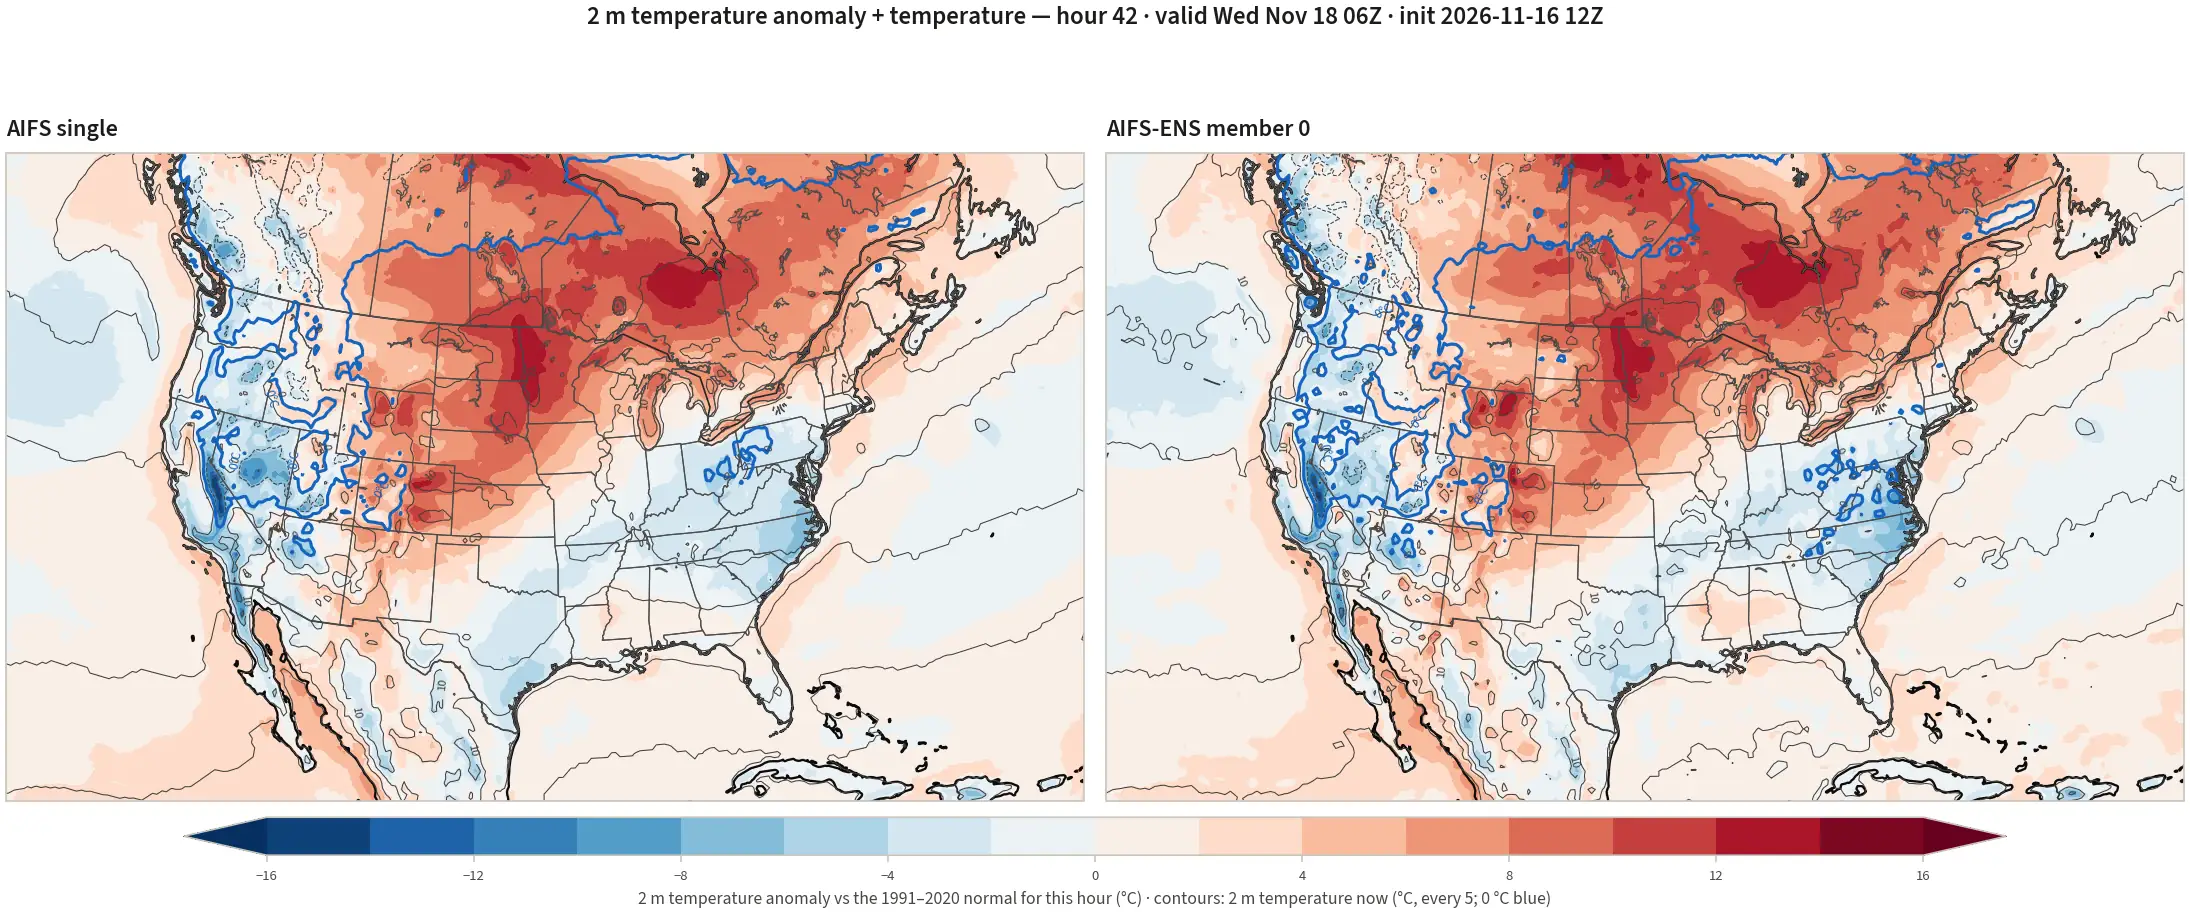 2 m temperature anomaly + temperature — hour 42 · valid Wed Nov 18 06Z · init 2026-11-16 12Z
AIFS single
AIFS-ENS member 0
−16 −12 −8 −4 0 4 8 12 16
2 m temperature anomaly vs the 1991–2020 normal for this hour (°C) · contours: 2 m temperature now (°C, every 5; 0 °C blue)